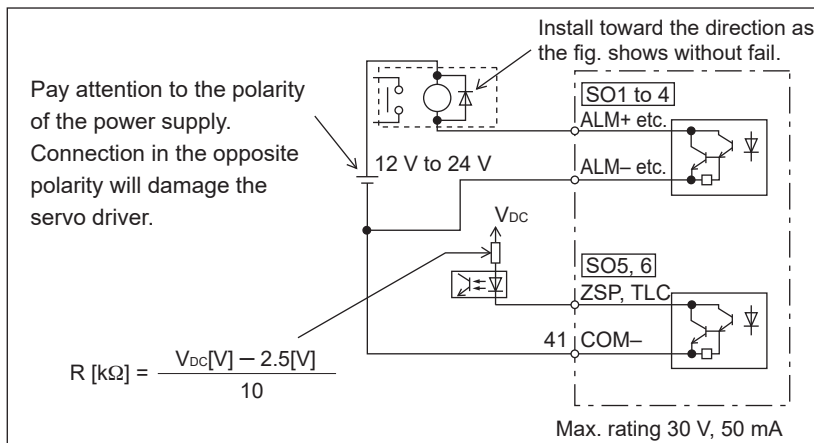 Install toward the direction as
the fig. shows without fail.
Pay attention to the polarity
of the power supply.
Connection in the opposite
polarity will damage the
servo driver.
12 V to 24 V
SO1 to 4
ALM+ etc.
ALM– etc.
VDC
SO5, 6
ZSP, TLC
41 COM–
R [kΩ] = VDC[V] — 2.5[V]
10
Max. rating 30 V, 50 mA